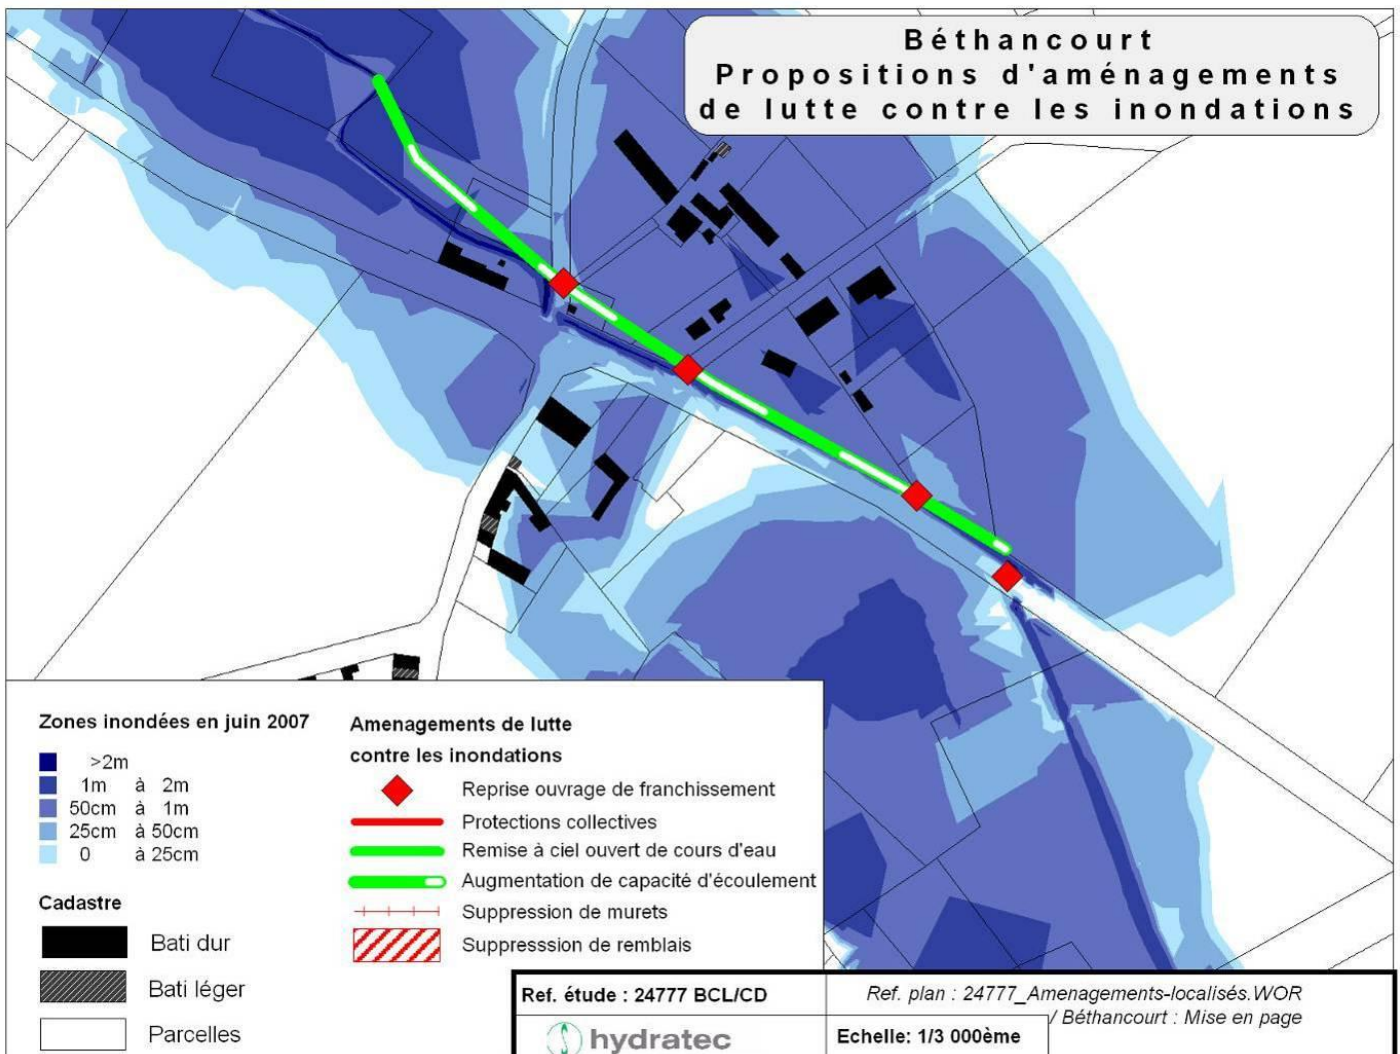 Béthancourt
Propositions d'aménagements
de lutte contre les inondations
Zones inondées en juin 2007
>2m
1m à 2m
50cm à 1m
25cm à 50cm
0 à 25cm
Cadastre
Bati dur
Bati léger
Parcelles
Amenagements de lutte
contre les inondations
Reprise ouvrage de franchissement
Protections collectives
Remise à ciel ouvert de cours d'eau
Augmentation de capacité d'écoulement
Suppression de murets
Suppresssion de remblais
Ref. étude : 24777 BCL/CD
Ref. plan : 24777_Amenagements-localisés.WOR
/ Béthancourt : Mise en page
hydratec
Echelle: 1/3 000ème